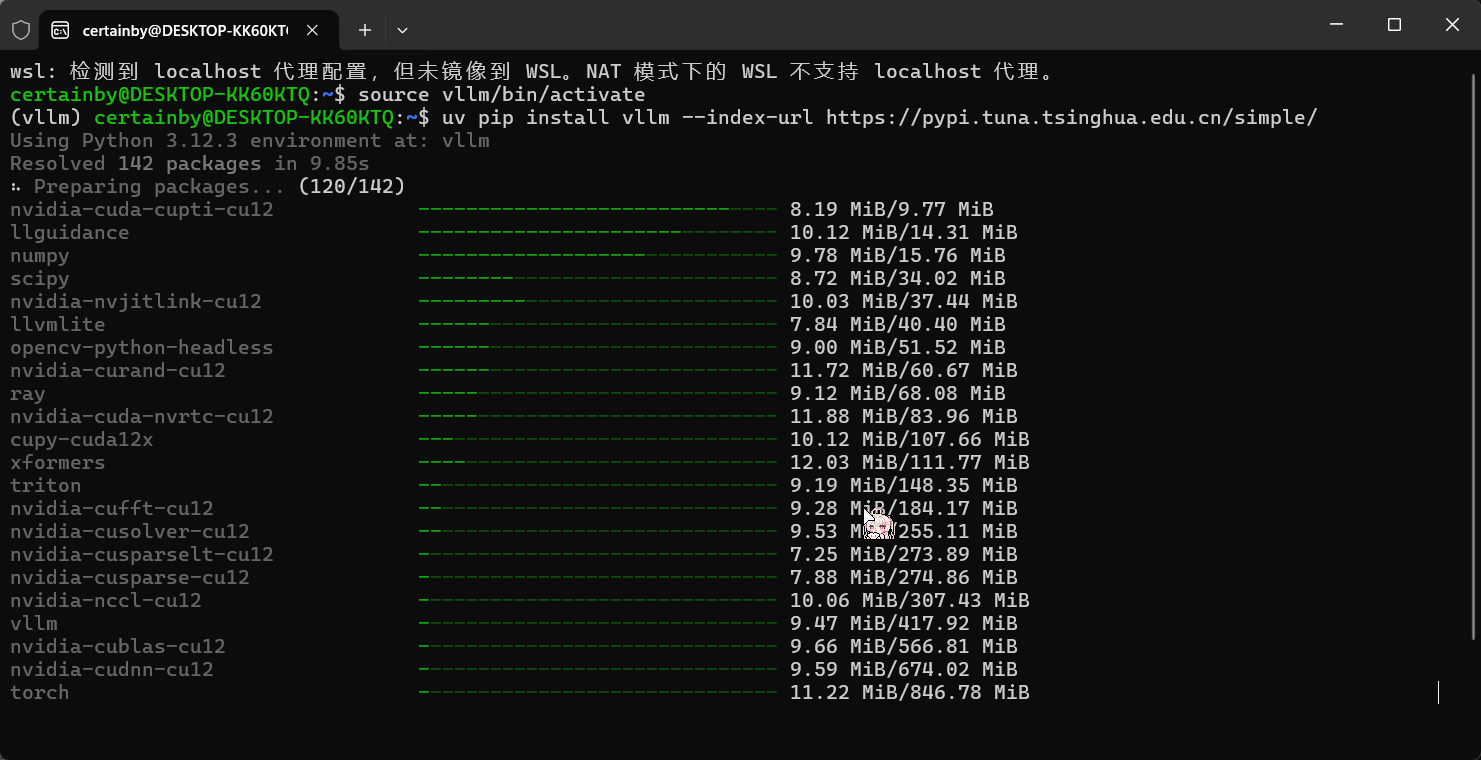 certainby@DESKTOP-KK60KT
wsl: 检测到 localhost 代理配置，但未镜像到 WSL。NAT 模式下的 WSL 不支持 localhost 代理。
certainby@DESKTOP-KK60KTQ:~$ source vllm/bin/activate
(vllm) certainby@DESKTOP-KK60KTQ:~$ uv pip install vllm --index-url https://pypi.tuna.tsinghua.edu.cn/simple/
Using Python 3.12.3 environment at: vllm
Resolved 142 packages in 9.85s
Preparing packages... (120/142)
nvidia-cuda-cupti-cu12 8.19 MiB/9.77 MiB
llguidance 10.12 MiB/14.31 MiB
numpy 9.78 MiB/15.76 MiB
scipy 8.72 MiB/34.02 MiB
nvidia-nvjitlink-cu12 10.03 MiB/37.44 MiB
llvmlite 7.84 MiB/40.40 MiB
opencv-python-headless 9.00 MiB/51.52 MiB
nvidia-curand-cu12 11.72 MiB/60.67 MiB
ray 9.12 MiB/68.08 MiB
nvidia-cuda-nvrtc-cu12 11.88 MiB/83.96 MiB
cupy-cuda12x 10.12 MiB/107.66 MiB
xformers 12.03 MiB/111.77 MiB
triton 9.19 MiB/148.35 MiB
nvidia-cufft-cu12 9.28 MiB/184.17 MiB
nvidia-cusolver-cu12 9.53 MiB/255.11 MiB
nvidia-cusparselt-cu12 7.25 MiB/273.89 MiB
nvidia-cusparse-cu12 7.88 MiB/274.86 MiB
nvidia-nccl-cu12 10.06 MiB/307.43 MiB
vllm 9.47 MiB/417.92 MiB
nvidia-cublas-cu12 9.66 MiB/566.81 MiB
nvidia-cudnn-cu12 9.59 MiB/674.02 MiB
torch 11.22 MiB/846.78 MiB